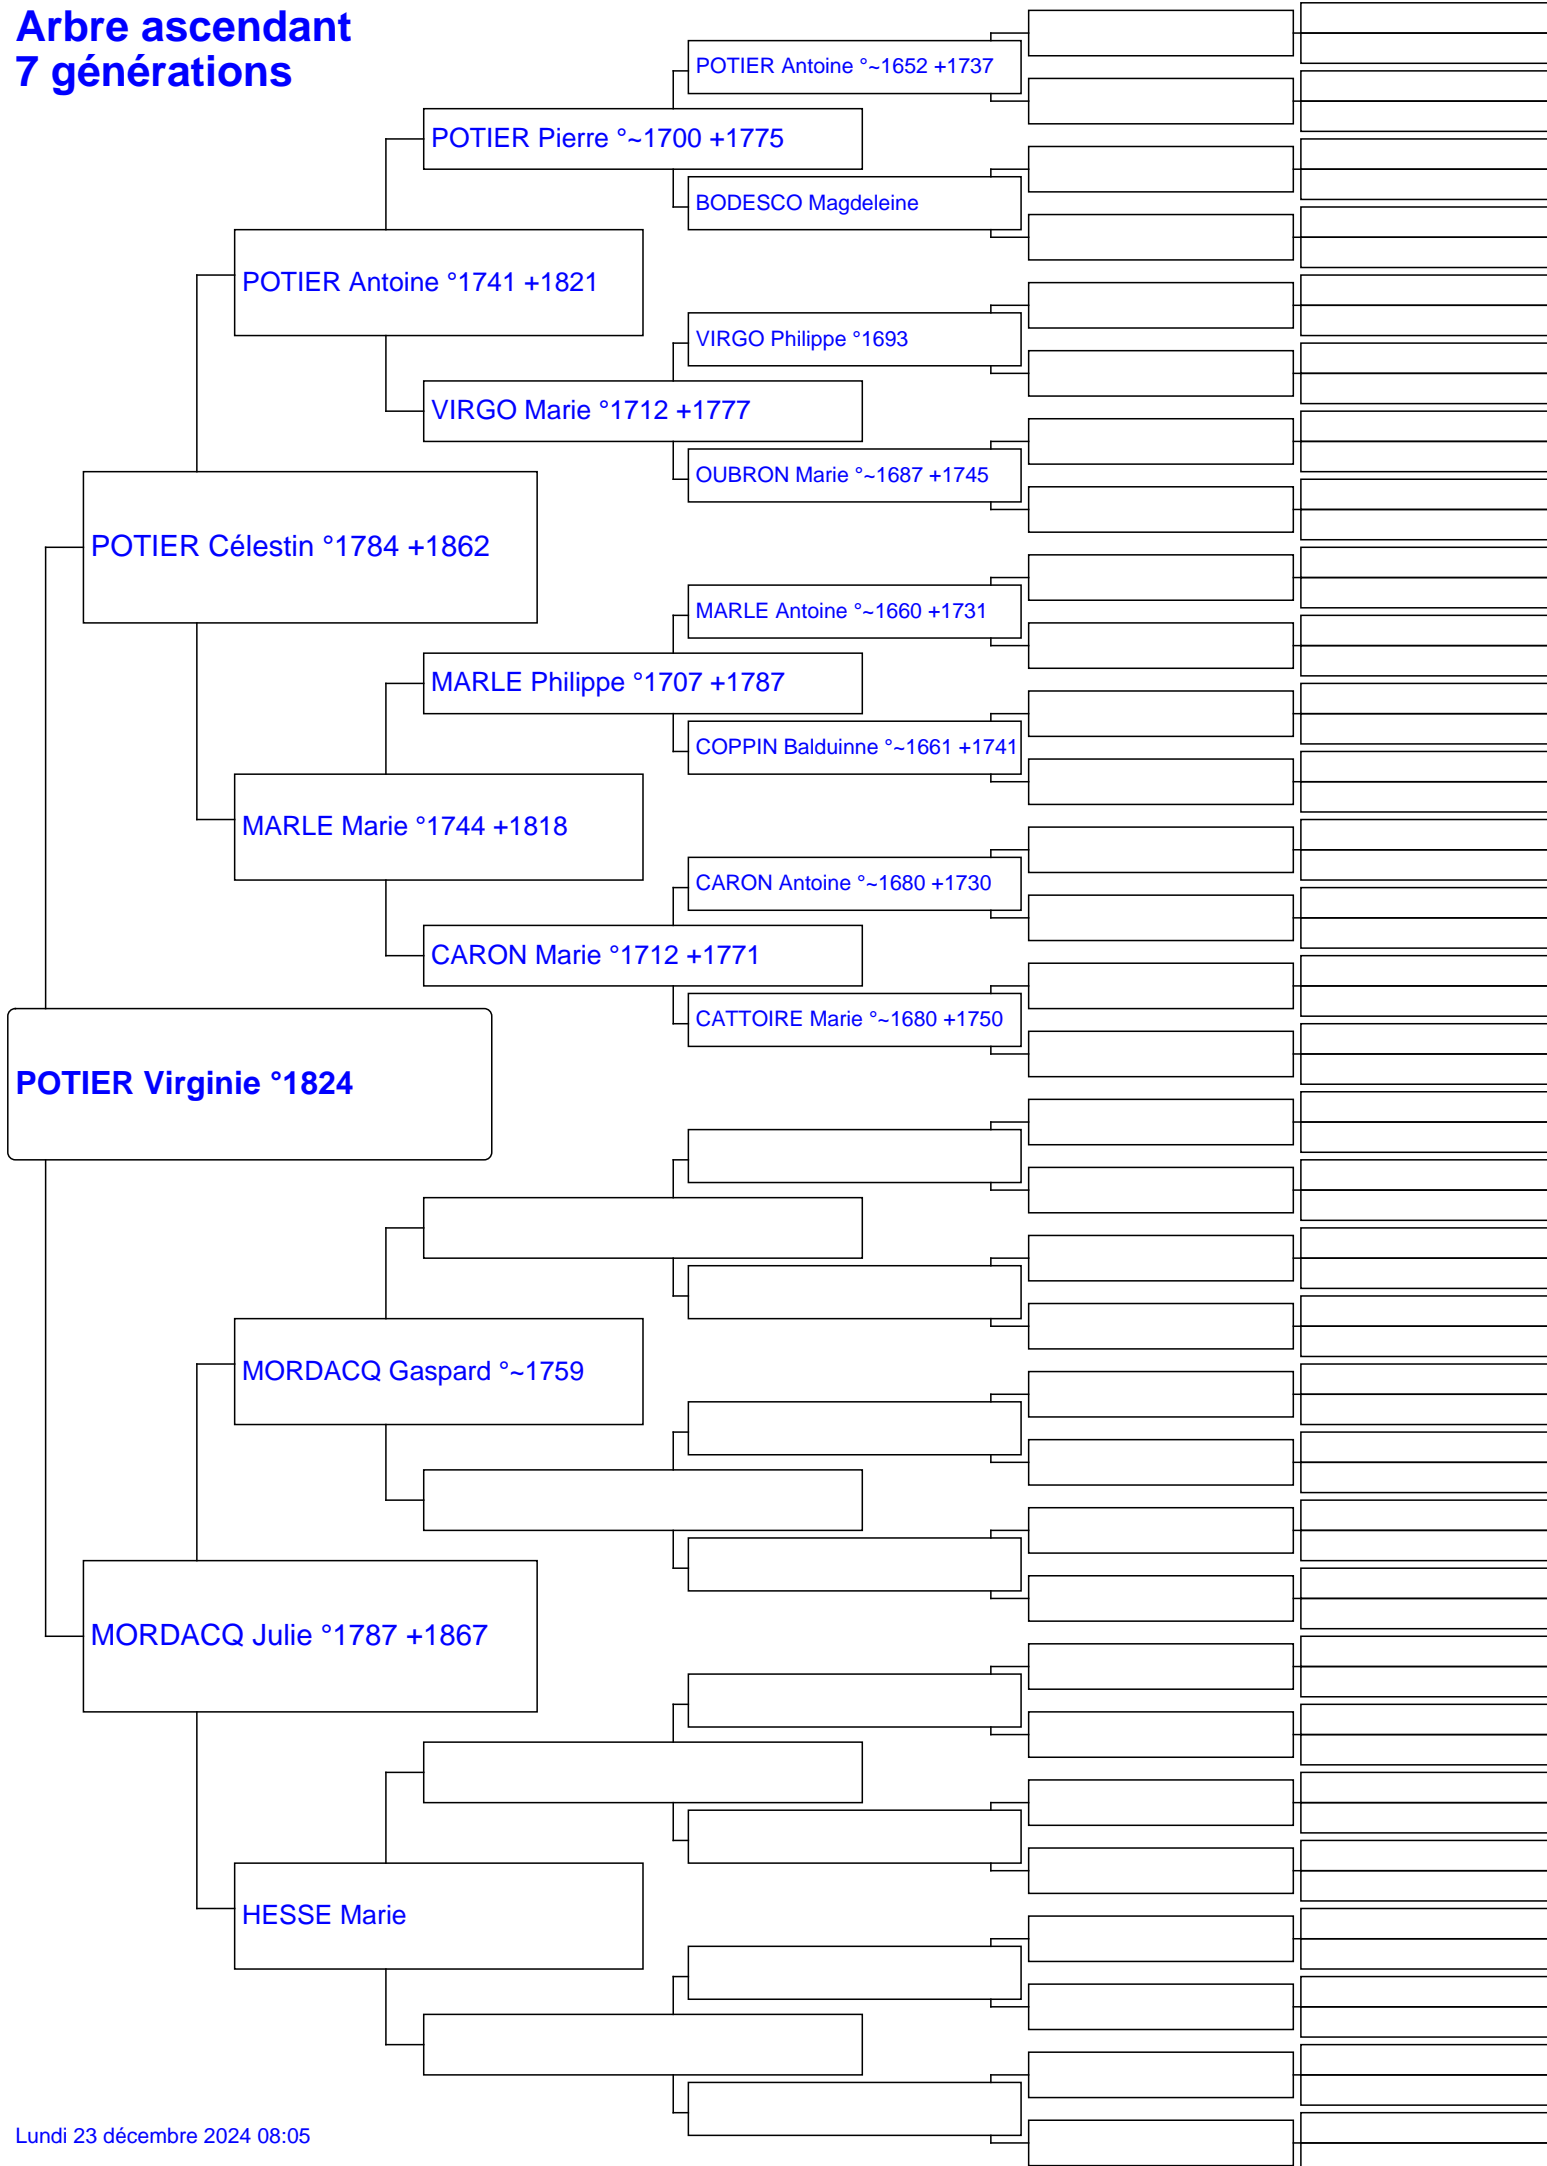 Arbre ascendant
7 générations
POTIER Antoine °~1652 +1737
POTIER Pierre °~1700 +1775
BODESCO Magdeleine
POTIER Antoine °1741 +1821
VIRGO Philippe °1693
VIRGO Marie °1712 +1777
OUBRON Marie °~1687 +1745
POTIER Célestin °1784 +1862
MARLE Antoine °~1660 +1731
MARLE Philippe °1707 +1787
COPPIN Balduinne °~1661 +1741
MARLE Marie °1744 +1818
CARON Antoine °~1680 +1730
CARON Marie °1712 +1771
CATTOIRE Marie °~1680 +1750
POTIER Virginie °1824
MORDACQ Gaspard °~1759
MORDACQ Julie °1787 +1867
HESSE Marie
Lundi 23 décembre 2024 08:05